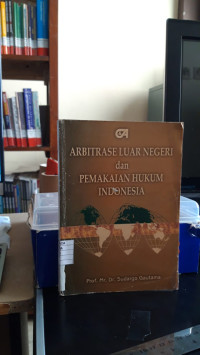 ARBITRASE LUAR NEGERI
dan
PEMAKAIAN HUKUM
INDONESIA
Prof. Mr. Dr. Sudargo Gautama